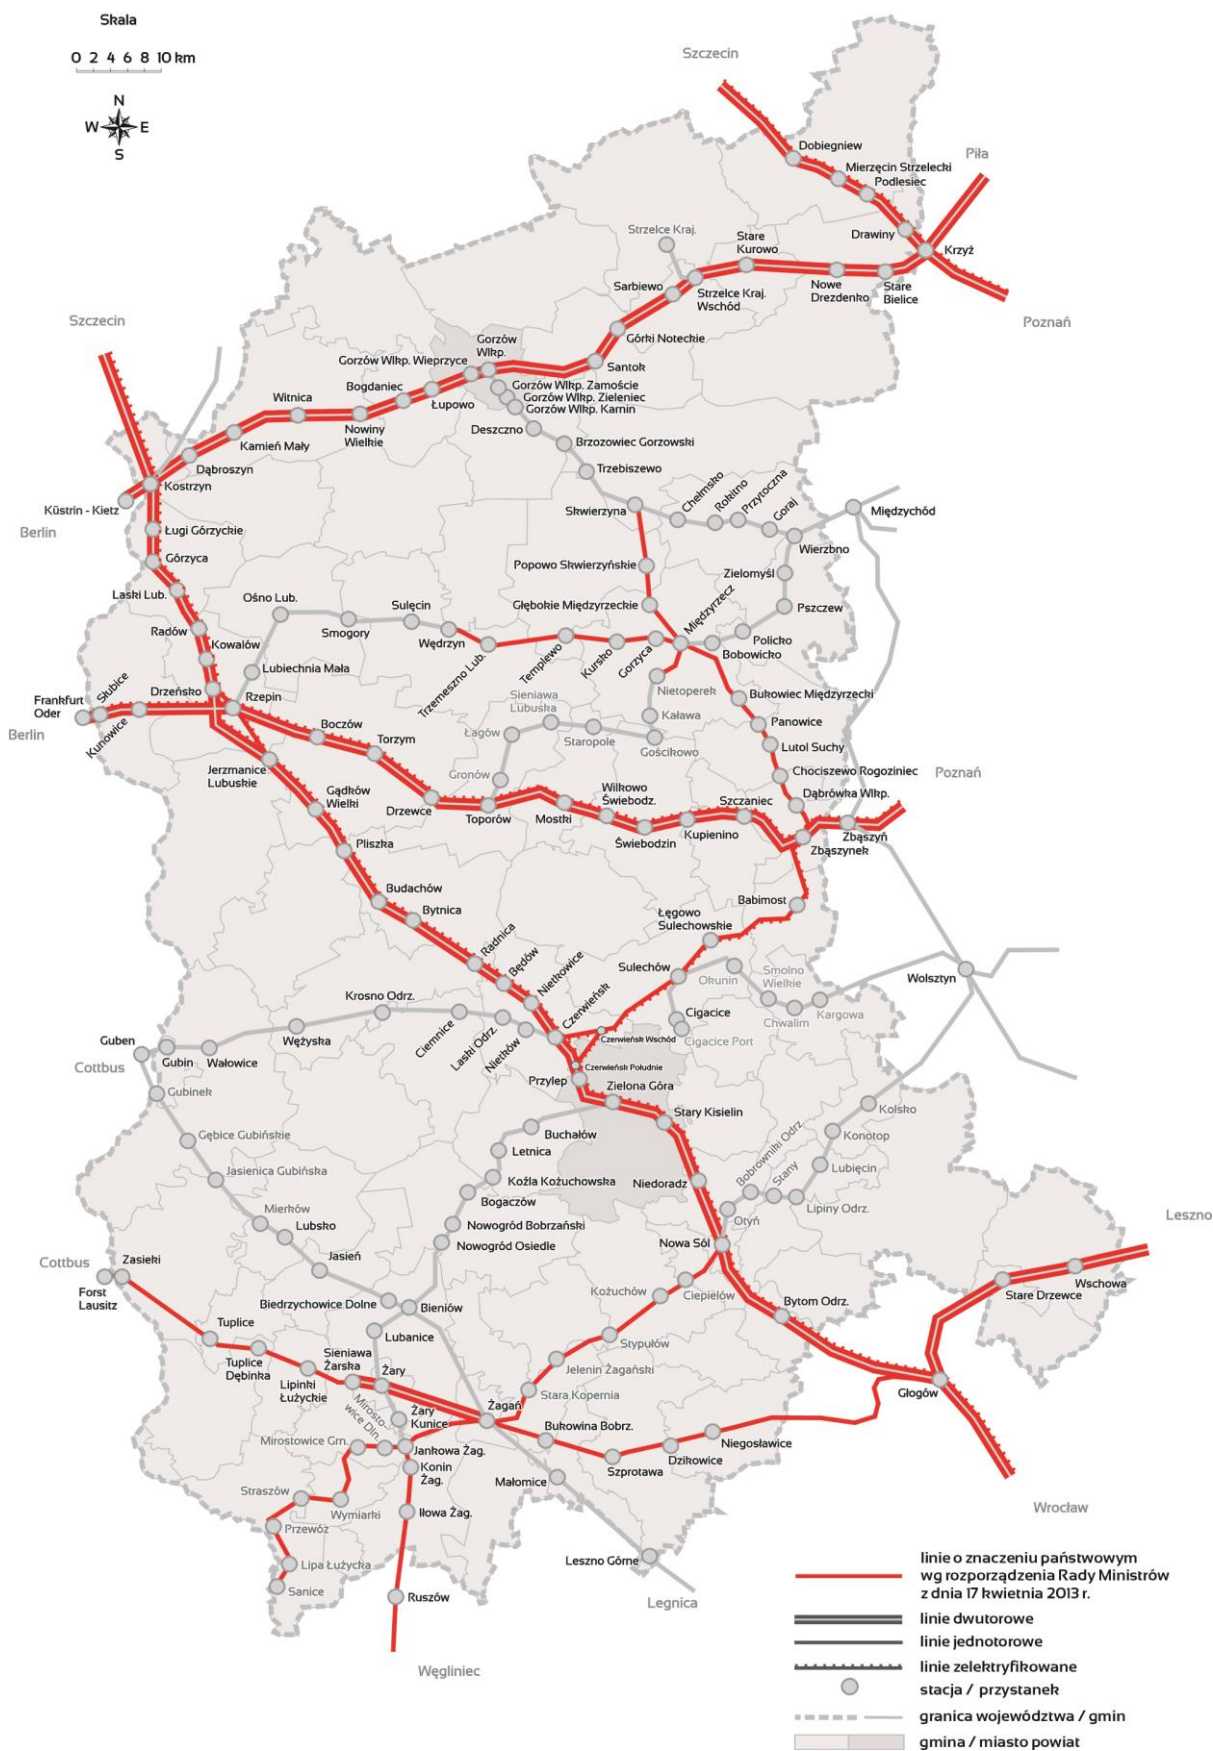 Skala
0 2 4 6 8 10 km
N
W E
S
Szczecin
Dobiegniew
Mierzęcin Strzelecki
Podlesiec
Piła
Drawiny
Krzyż
Strzelce Kraj.
Stare
Kurowo
Sarbiewo
Strzelce Kraj.
Wschód
Nowe
Drezdenko
Stare
Bielice
Poznań
Szczecin
Górki Noteckie
Gorzów
Wlkp.
Gorzów Wlkp. Wieprzyce
Santok
Bogdaniec
Gorzów Wlkp. Zamoście
Gorzów Wlkp. Zieleniec
Gorzów Wlkp. Karnin
Witnica
Łupowo
Nowiny
Wielkie
Deszczno
Kamień Mały
Brzozowiec Gorzowski
Dąbroszyn
Trzebiszewo
Kostrzyn
Küstrin - Kietz
Skwierzyna
Chełmsko
Rokitno
Przytoczna
Goraj
Międzychód
Berlin
Ługi Górzyckie
Wierzbno
Górzyca
Popowo Skwierzyńskie
Zielomyśl
Laski Lub.
Ośno Lub.
Głębokie Międzyrzeckie
Pszczew
Radów
Smogory
Sulęcin
Wędrzyn
Międzyrzecz
Policko
Bobowicko
Kowalów
Trzemeszno Lub.
Templewo
Kursko
Gorzyca
Lubiechnia Mała
Nietoperek
Bukowiec Międzyrzecki
Drzeńsko
Rzepin
Frankfurt
Oder
Słubice
Kunowice
Berlin
Sieniawa
Lubuska
Kaława
Panowice
Boczów
Łagów
Staropole
Gościkowo
Lutol Suchy
Torzym
Jerzmanice
Lubuskie
Gronów
Chociszewo Rogoziniec
Poznań
Gądków
Wielki
Drzewce
Toporów
Mostki
Wilkowo
Świebodz.
Świebodzin
Kupienino
Szczaniec
Dąbrówka Wlkp.
Zbąszyń
Zbąszynek
Pliszka
Budachów
Bytnica
Babimost
Łęgowo
Sulechowskie
Radnica
Będów
Nietkowice
Sulechów
Okunin
Smolno
Wielkie
Wolsztyn
Chwalim
Kargowa
Krosno Odrz.
Czerwieńsk
Cigacice
Cigacice Port
Guben
Gubin
Wałowice
Wężyska
Ciemnice
Laski Odrz.
Nietków
Czerwieńsk Wschód
Czerwieńsk Południe
Cottbus
Gubinek
Przylep
Zielona Góra
Stary Kisielin
Kolsko
Gębice Gubińskie
Buchałów
Letnica
Bobrowniki Odrz.
Stany
Konotop
Lubięcin
Jasienica Gubińska
Koźla Kożuchowska
Niedoradz
Bogaczów
Otyń
Lipiny Odrz.
Mierków
Lubsko
Nowogród Bobrzański
Nowogród Osiedle
Nowa Sól
Leszno
Cottbus
Zasieki
Forst
Lausitz
Jasień
Kożuchów
Ciepielów
Stare Drzewce
Wschowa
Biedrzychowice Dolne
Bieniów
Bytom Odrz.
Tuplice
Lubanice
Stypułów
Tuplice
Dębinka
Sieniawa
Żarska
Lipinki
Łużyckie
Żary
Jelenin Żagański
Głogów
Stara Kopernia
Mirosto-
wice Dln.
Żary
Kunice
Żagań
Bukowina Bobrz.
Mirostowice Grn.
Jankowa Żag.
Niegosławice
Szprotawa
Dzikowice
Konin
Żag.
Małomice
Straszów
Wymiarki
Iłowa Żag.
Wrocław
Przewóz
Lipa Łużycka
Leszno Górne
Sanice
Ruszów
Legnica
Węgliniec
linie o znaczeniu państwowym
wg rozporządzenia Rady Ministrów
z dnia 17 kwietnia 2013 r.
linie dwutorowe
linie jednotorowe
linie zelektryfikowane
stacja / przystanek
granica województwa / gmin
gmina / miasto powiat